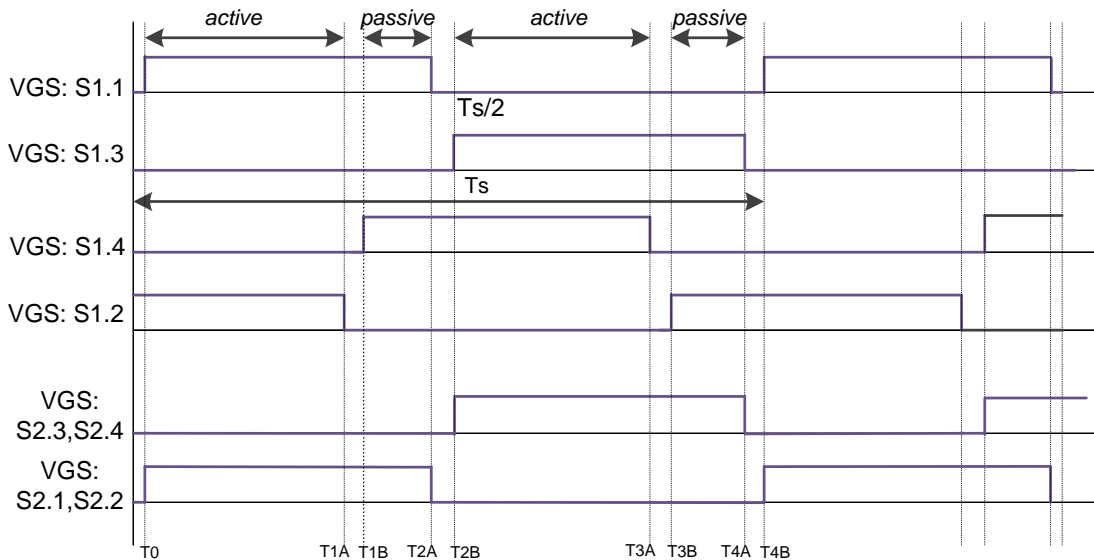 active passive active passive
VGS: S1.1
Ts/2
VGS: S1.3
Ts
VGS: S1.4
VGS: S1.2
VGS:
S2.3,S2.4
VGS:
S2.1,S2.2
T0 T1A T1B T2A T2B T3A T3B T4A T4B